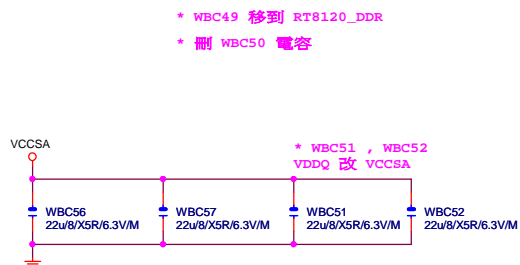 * WBC49 移到 RT8120_DDR
* 刪 WBC50 電容
VCCSA
* WBC51 , WBC52
VDDQ 改 VCCSA
WBC56
22u/8/X5R/6.3V/M
WBC57
22u/8/X5R/6.3V/M
WBC51
22u/8/X5R/6.3V/M
WBC52
22u/8/X5R/6.3V/M